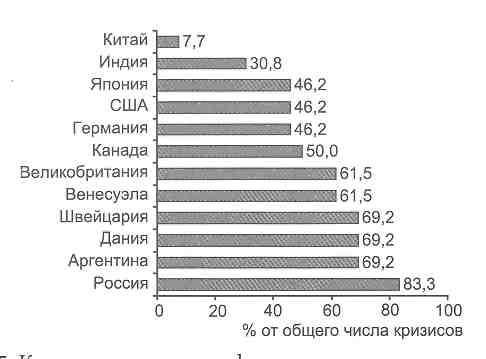 Китай 7,7
Индия 30,8
Япония 46,2
США 46,2
Германия 46,2
Канада 50,0
Великобритания 61,5
Венесуэла 61,5
Швейцария 69,2
Дания 69,2
Аргентина 69,2
Россия 83,3
0 20 40 60 80 100
% от общего числа кризисов